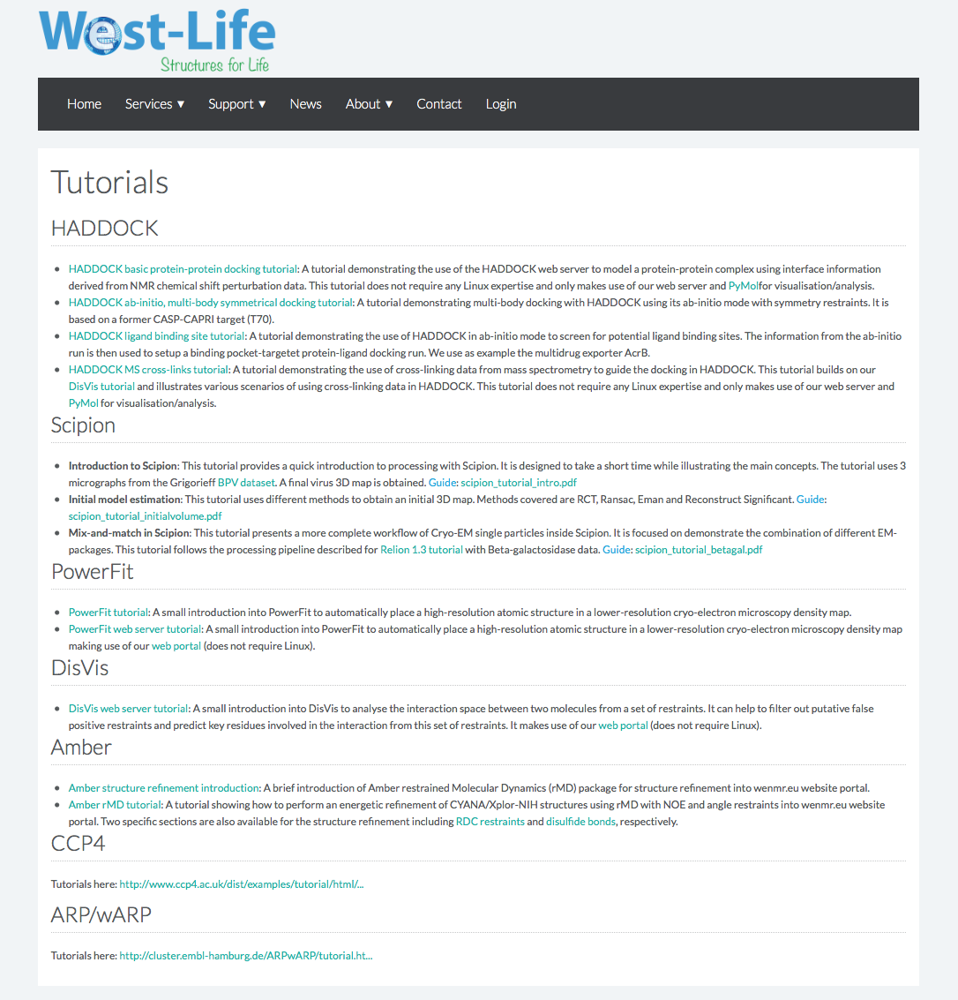 West-Life
Structures for Life
Home Services ▾ Support ▾ News About ▾ Contact Login
Tutorials
HADDOCK
• HADDOCK basic protein-protein docking tutorial: A tutorial demonstrating the use of the HADDOCK web server to model a protein-protein complex using interface information
derived from NMR chemical shift perturbation data. This tutorial does not require any Linux expertise and only makes use of our web server and PyMolfor visualisation/analysis.
• HADDOCK ab-initio, multi-body symmetrical docking tutorial: A tutorial demonstrating multi-body docking with HADDOCK using its ab-initio mode with symmetry restraints. It is
based on a former CASP-CAPRI target (T70).
• HADDOCK ligand binding site tutorial: A tutorial demonstrating the use of HADDOCK in ab-initio mode to screen for potential ligand binding sites. The information from the ab-initio
run is then used to setup a binding pocket-targetet protein-ligand docking run. We use as example the multidrug exporter AcrB.
• HADDOCK MS cross-links tutorial: A tutorial demonstrating the use of cross-linking data from mass spectrometry to guide the docking in HADDOCK. This tutorial builds on our
DisVis tutorial and illustrates various scenarios of using cross-linking data in HADDOCK. This tutorial does not require any Linux expertise and only makes use of our web server and
PyMol for visualisation/analysis.
Scipion
• Introduction to Scipion: This tutorial provides a quick introduction to processing with Scipion. It is designed to take a short time while illustrating the main concepts. The tutorial uses 3
micrographs from the Grigorieff BPV dataset. A final virus 3D map is obtained. Guide: scipion_tutorial_intro.pdf
• Initial model estimation: This tutorial uses different methods to obtain an initial 3D map. Methods covered are RCT, Ransac, Eman and Reconstruct Significant. Guide:
scipion_tutorial_initialvolume.pdf
• Mix-and-match in Scipion: This tutorial presents a more complete workflow of Cryo-EM single particles inside Scipion. It is focused on demonstrate the combination of different EM-
packages. This tutorial follows the processing pipeline described for Relion 1.3 tutorial with Beta-galactosidase data. Guide: scipion_tutorial_betagal.pdf
PowerFit
• PowerFit tutorial: A small introduction into PowerFit to automatically place a high-resolution atomic structure in a lower-resolution cryo-electron microscopy density map.
• PowerFit web server tutorial: A small introduction into PowerFit to automatically place a high-resolution atomic structure in a lower-resolution cryo-electron microscopy density map
making use of our web portal (does not require Linux).
DisVis
• DisVis web server tutorial: A small introduction into DisVis to analyse the interaction space between two molecules from a set of restraints. It can help to filter out putative false
positive restraints and predict key residues involved in the interaction from this set of restraints. It makes use of our web portal (does not require Linux).
Amber
• Amber structure refinement introduction: A brief introduction of Amber restrained Molecular Dynamics (rMD) package for structure refinement into wenmr.eu website portal.
• Amber rMD tutorial: A tutorial showing how to perform an energetic refinement of CYANA/Xplor-NIH structures using rMD with NOE and angle restraints into wenmr.eu website
portal. Two specific sections are also available for the structure refinement including RDC restraints and disulfide bonds, respectively.
CCP4
Tutorials here: http://www.ccp4.ac.uk/dist/examples/tutorial/html/...
ARP/wARP
Tutorials here: http://cluster.embl-hamburg.de/ARPwARP/tutorial.ht...